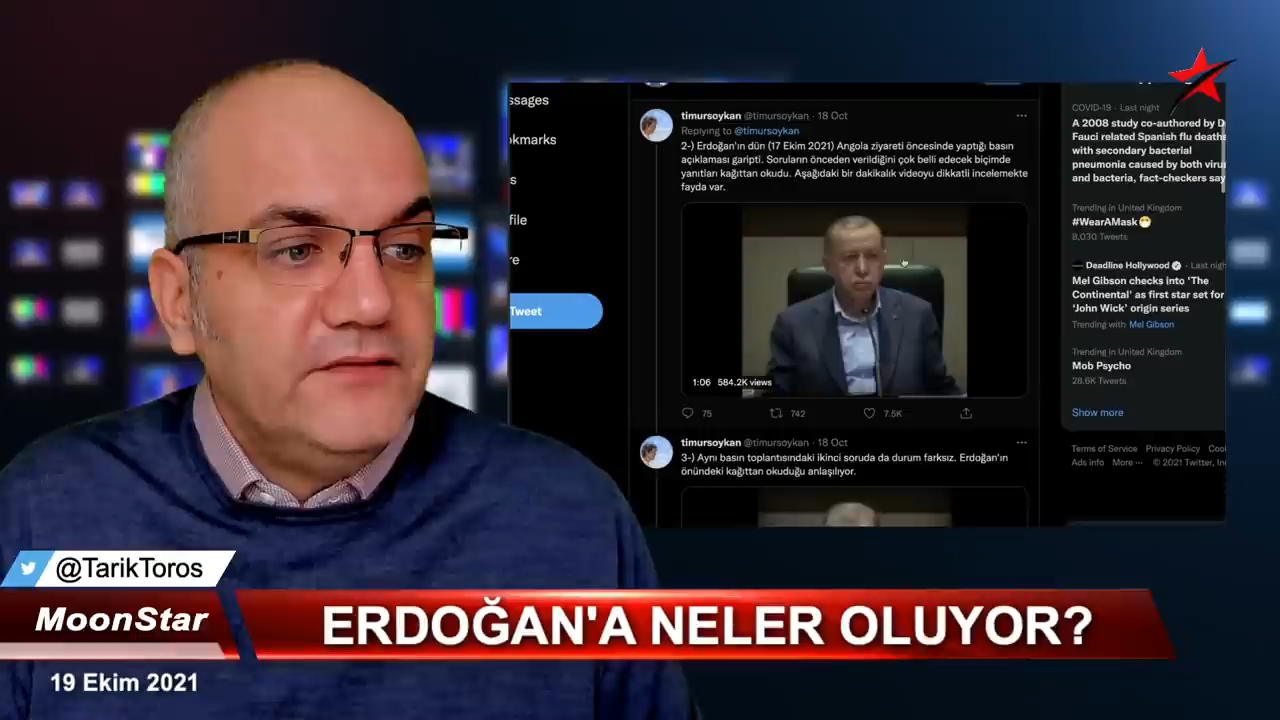 ssages
okmarks
s
file
re
Tweet
timursoykan @timursoykan · 18 Oct
Replying to @timursoykan
2-) Erdoğan'ın dün (17 Ekim 2021) Angola ziyareti öncesinde yaptığı basın
açıklaması garipti. Soruların önceden verildiğini çok belli edecek biçimde
yanıtları kağıttan okudu. Aşağıdaki bir dakikalık videoyu dikkatli incelemekte
fayda var.
1:06 584.2K views
75 742 7.5K
timursoykan @timursoykan · 18 Oct
3-) Aynı basın toplantısındaki ikinci soruda da durum farksız. Erdoğan'ın
önündeki kağıttan okuduğu anlaşılıyor.
COVID-19 · Last night
A 2008 study co-authored by D
Fauci related Spanish flu deaths
with secondary bacterial
pneumonia caused by both viru
and bacteria, fact-checkers say
Trending in United Kingdom
#WearAMask
8,030 Tweets
Deadline Hollywood · Last nigh
Mel Gibson checks into 'The
Continental' as first star set for
'John Wick' origin series
Trending with Mel Gibson
Trending in United Kingdom
Mob Psycho
28.6K Tweets
Show more
Terms of Service Privacy Policy Coo
Ads info More ··· © 2021 Twitter, In
@TarikToros
MoonStar
ERDOĞAN'A NELER OLUYOR?
19 Ekim 2021